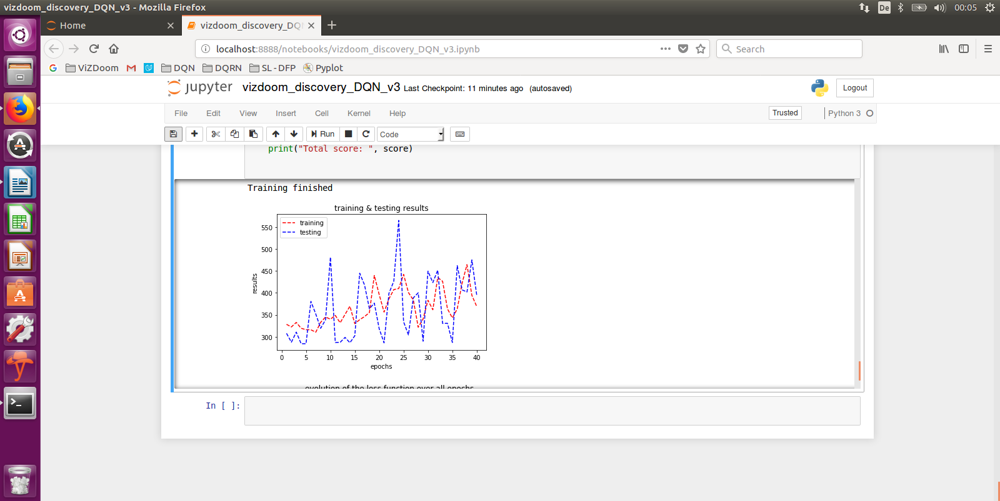 vizdoom_discovery_DQN_v3 - Mozilla Firefox
De
00:05
Home
vizdoom_discovery_DQ
localhost:8888/notebooks/vizdoom_discovery_DQN_v3.ipynb
Search
ViZDoom
DQN
DQRN
SL - DFP
Pyplot
jupyter
vizdoom_discovery_DQN_v3 Last Checkpoint: 11 minutes ago (autosaved)
Logout
File Edit View Insert Cell Kernel Help
Trusted
Python 3
Run
Code
print("Total score: ", score)
Training finished
training & testing results
training
testing
550
500
450
400
350
300
results
0 5 10 15 20 25 30 35 40
epochs
evolution of the loss function over all epochs
In [ ]: